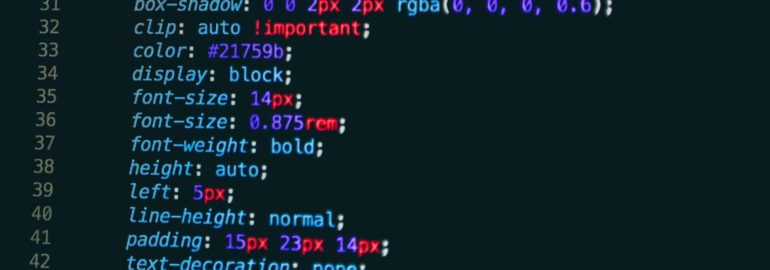 31 box-shadow: 0 0 2px 2px rgba(0, 0, 0, 0.6);
32 clip: auto !important;
33 color: #21759b;
34 display: block;
35 font-size: 14px;
36 font-size: 0.875rem;
37 font-weight: bold;
38 height: auto;
39 left: 5px;
40 line-height: normal;
41 padding: 15px 23px 14px;
42 text-decoration: none;